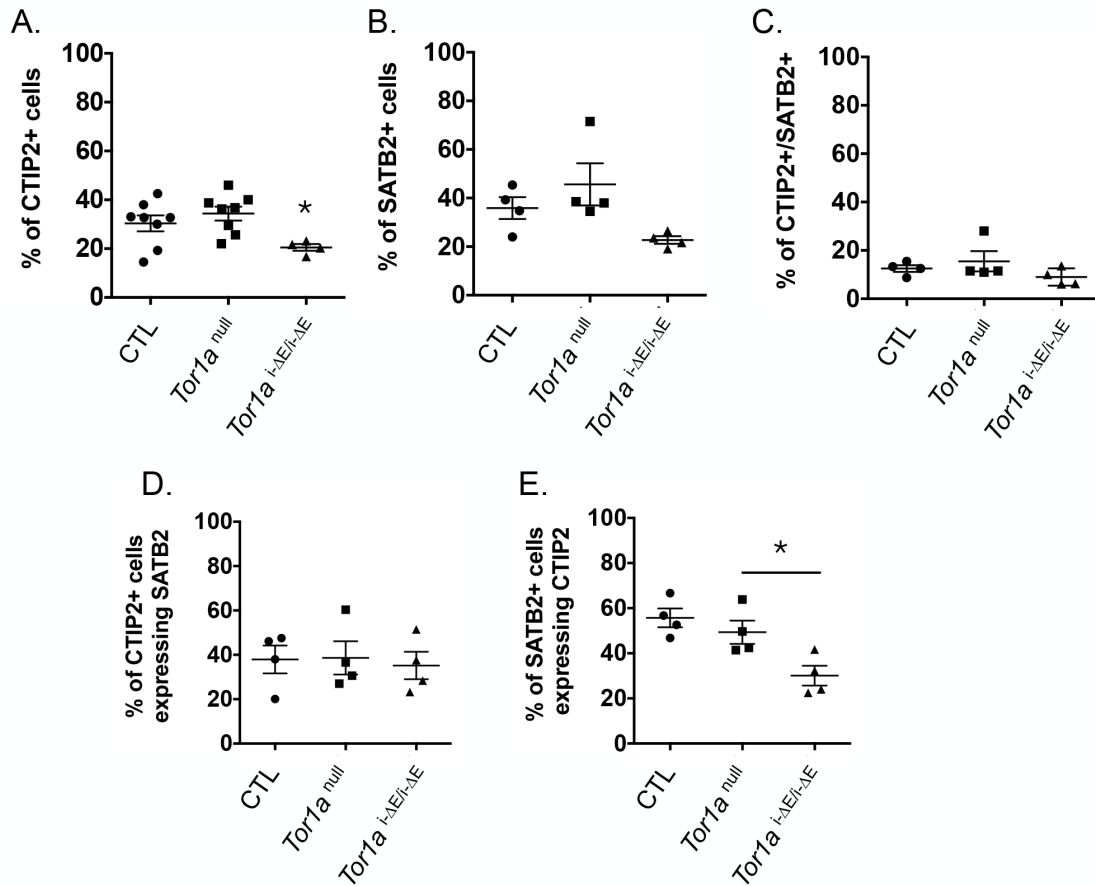 A.
% of CTIP2+ cells
100
80
60
40
20
0
*
CTL
Tor1a null
Tor1a i-ΔE/i-ΔE
B.
% of SATB2+ cells
100
80
60
40
20
0
CTL
Tor1a null
Tor1a i-ΔE/i-ΔE
C.
% of CTIP2+/SATB2+
100
80
60
40
20
0
CTL
Tor1a null
Tor1a i-ΔE/i-ΔE
D.
% of CTIP2+ cells
expressing SATB2
100
80
60
40
20
0
CTL
Tor1a null
Tor1a i-ΔE/i-ΔE
E.
% of SATB2+ cells
expressing CTIP2
100
80
60
40
20
0
*
CTL
Tor1a null
Tor1a i-ΔE/i-ΔE